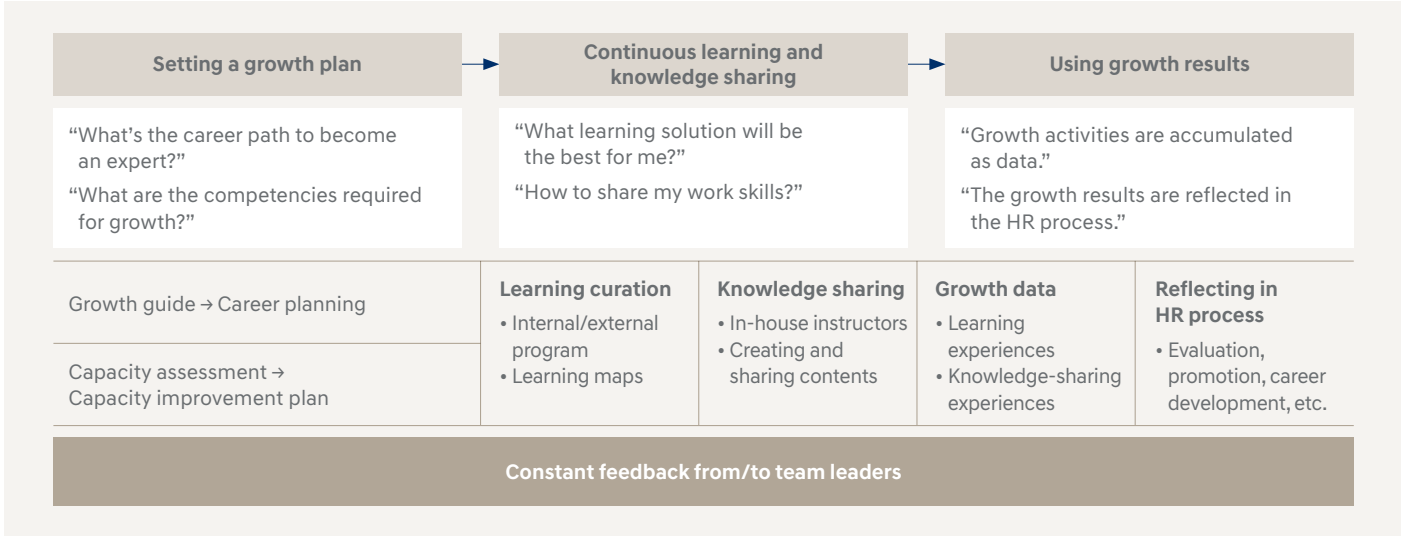 Setting a growth plan
Continuous learning and
knowledge sharing
Using growth results
“What’s the career path to become
an expert?”
“What are the competencies required
for growth?”
“What learning solution will be
the best for me?”
“How to share my work skills?”
“Growth activities are accumulated
as data.”
“The growth results are reflected in
the HR process.”
Growth guide → Career planning
Capacity assessment →
Capacity improvement plan
Learning curation
• Internal/external
program
• Learning maps
Knowledge sharing
• In-house instructors
• Creating and
sharing contents
Growth data
• Learning
experiences
• Knowledge-sharing
experiences
Reflecting in
HR process
• Evaluation,
promotion, career
development, etc.
Constant feedback from/to team leaders